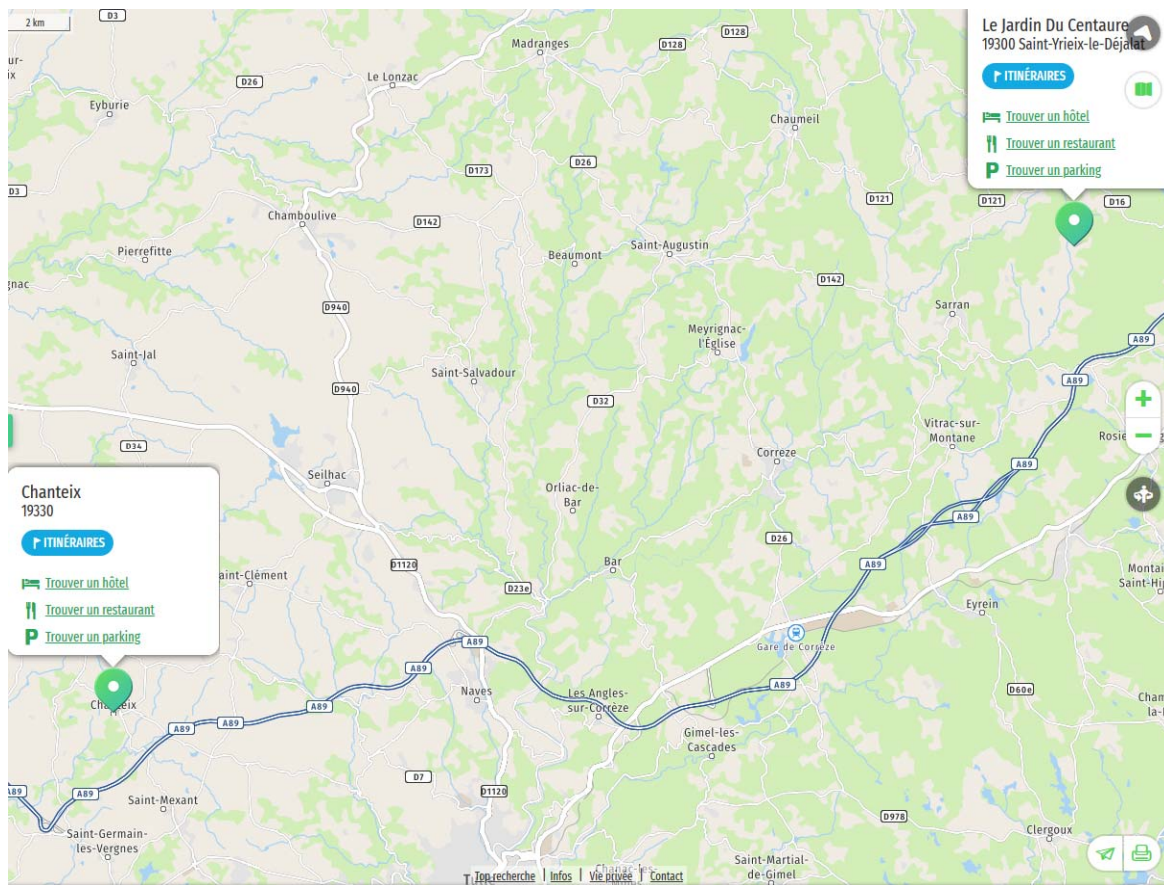 2 km
D3
D128
D128
Madranges
Le Jardin Du Centaure
19300 Saint-Yrieix-le-Déjalat
ITINÉRAIRES
Trouver un hôtel
Trouver un restaurant
P Trouver un parking
Le Lonzac
D26
Eyburie
Chaumeil
D26
D173
D3
D121
D121
D16
Chamboulive
D142
Pierrefitte
Saint-Augustin
Beaumont
D142
Sarran
D940
Meyrignac-
l'Église
A89
Saint-Jal
Saint-Salvadour
A89
D940
D32
Vitrac-sur-
Montane
D34
Correze
A89
Seilhac
Orliac-de-
Bar
Chanteix
19330
ITINÉRAIRES
Trouver un hôtel
Trouver un restaurant
P Trouver un parking
A89
D26
D1120
Bar
A89
D23e
Eyrein
Gare de Corrèze
A89
A89
Naves
Les Angles-
sur-Corrèze
A89
D60e
Chanteix
A89
A89
A89
Gimel-les-
Cascades
D7
D1120
A89
A89
Saint-Mexant
D978
Saint-Germain-
les-Vergnes
Clergoux
Saint-Martial-
de-Gimel
Top recherche | Infos | Vie privée | Contact